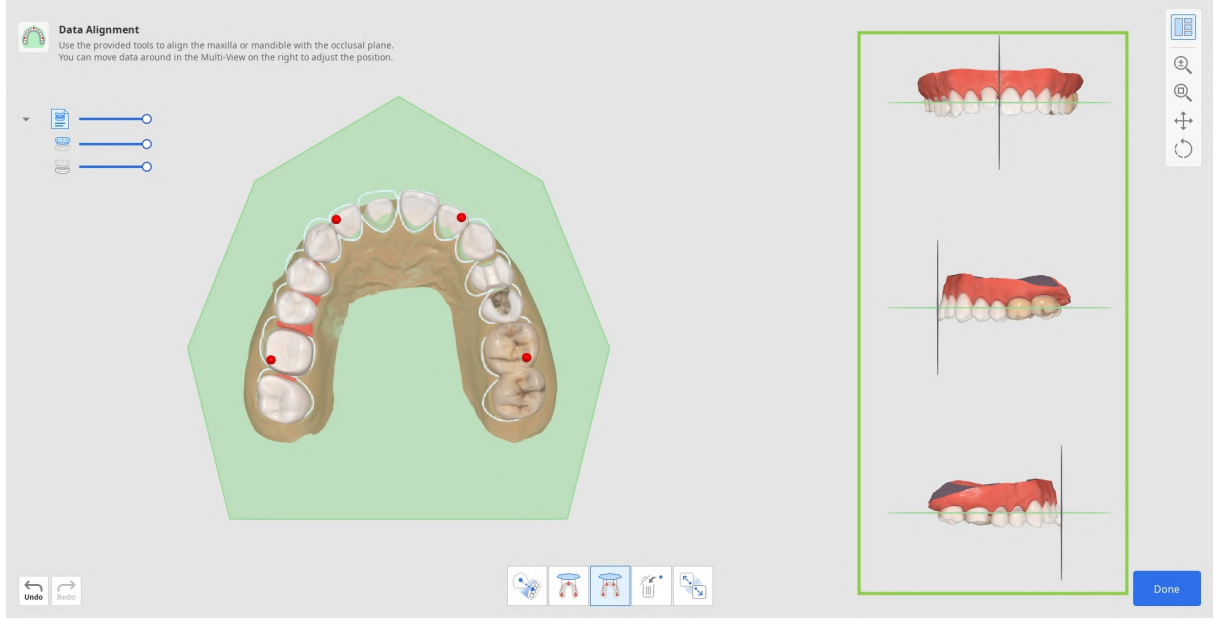 Data Alignment
Use the provided tools to align the maxilla or mandible with the occlusal plane.
You can move data around in the Multi-View on the right to adjust the position.
Undo
Redo
Done